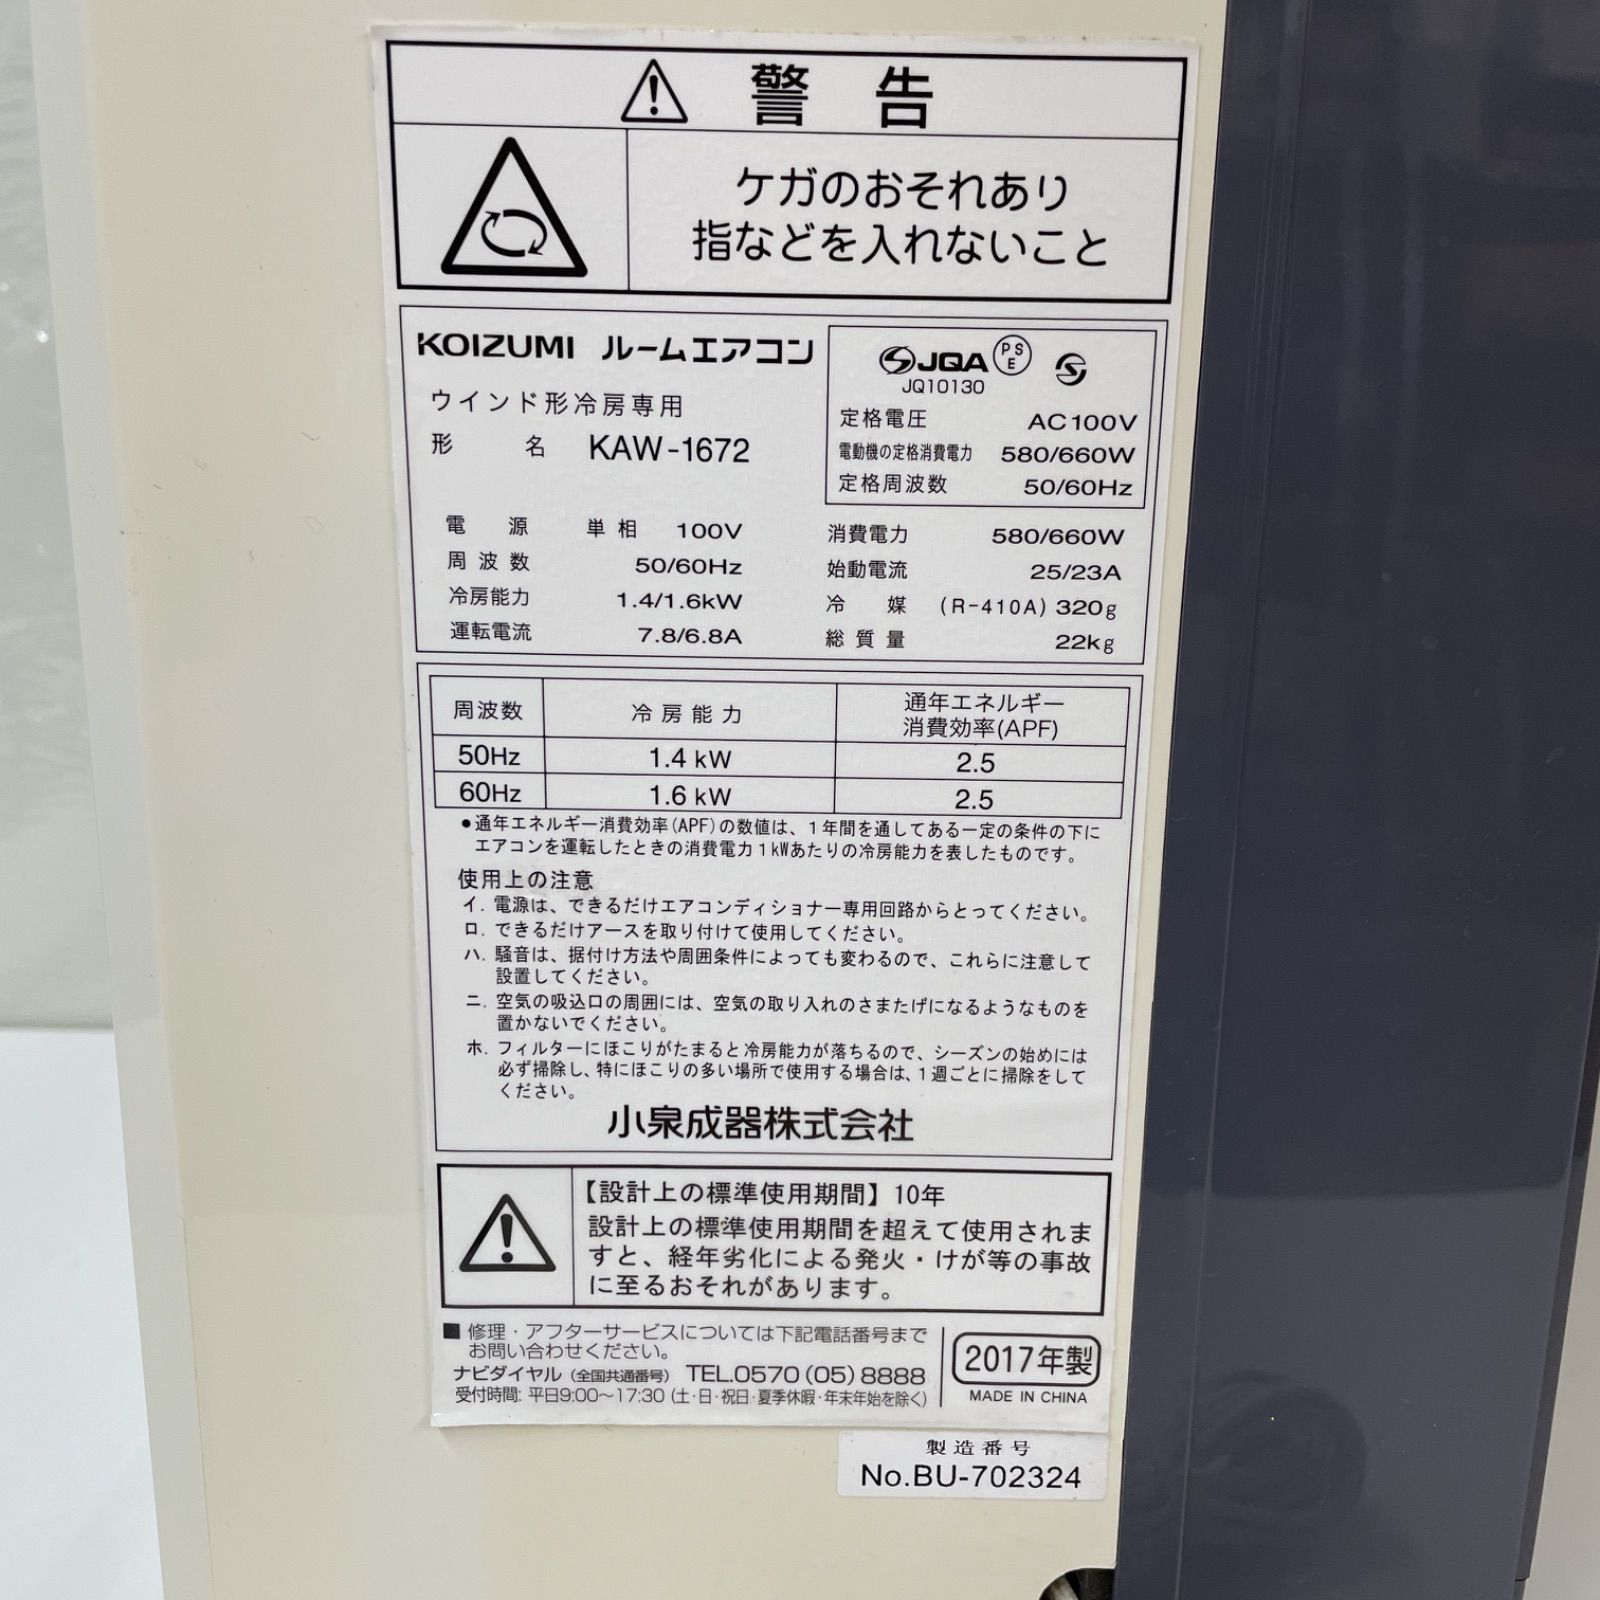 警告
ケガのおそれあり
指などを入れないこと
KOIZUMI ルームエアコン
ウインド形冷房専用
形名 KAW-1672
JQA PSE
JQ10130
定格電圧 AC100V
電動機の定格消費電力 580/660W
定格周波数 50/60Hz
電源 単相 100V
周波数 50/60Hz
冷房能力 1.4/1.6kW
運転電流 7.8/6.8A
消費電力 580/660W
始動電流 25/23A
冷媒 (R-410A) 320g
総質量 22kg
周波数 冷房能力 通年エネルギー
消費効率(APF)
50Hz 1.4 kW 2.5
60Hz 1.6 kW 2.5
●通年エネルギー消費効率(APF)の数値は、1年間を通してある一定の条件の下に
エアコンを運転したときの消費電力1kWあたりの冷房能力を表したものです。
使用上の注意
イ. 電源は、できるだけエアコンディショナー専用回路からとってください。
ロ. できるだけアースを取り付けて使用してください。
ハ. 騒音は、据付け方法や周囲条件によっても変わるので、これらに注意して
設置してください。
ニ. 空気の吸込口の周囲には、空気の取り入れのさまたげになるようなものを
置かないでください。
ホ. フィルターにほこりがたまると冷房能力が落ちるので、シーズンの始めには
必ず掃除し、特にほこりの多い場所で使用する場合は、1週ごとに掃除をして
ください。
小泉成器株式会社
【設計上の標準使用期間】10年
設計上の標準使用期間を超えて使用されま
すと、経年劣化による発火・けが等の事故
に至るおそれがあります。
■ 修理・アフターサービスについては下記電話番号まで
お問い合わせください。
ナビダイヤル (全国共通番号) TEL.0570 (05) 8888
受付時間: 平日9:00~17:30 (土・日・祝日・夏季休暇・年末年始を除く)
2017年製
MADE IN CHINA
製造番号
No.BU-702324